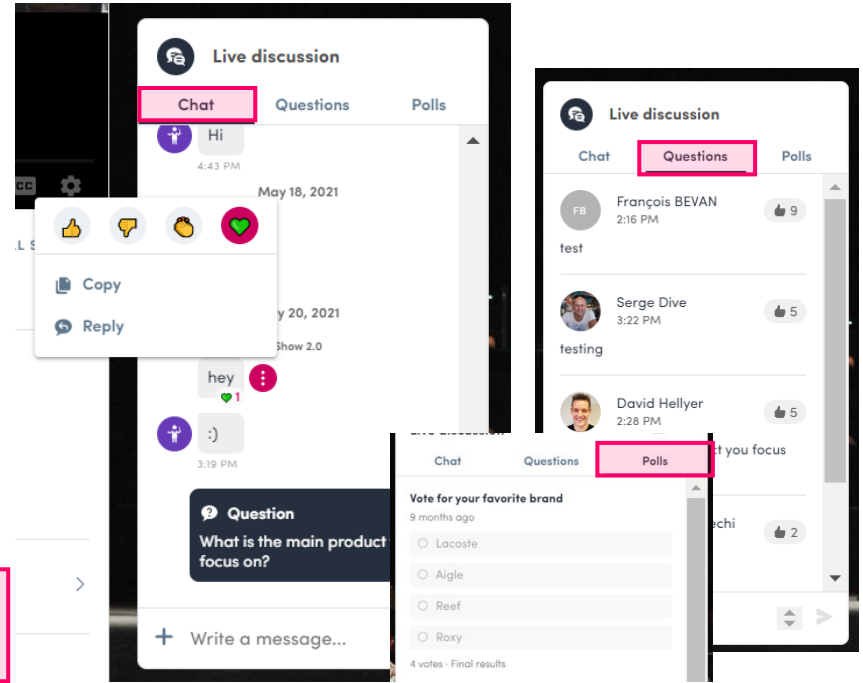 Live discussion
Chat Questions Polls
Hi
4:43 PM
May 18, 2021
CC
Copy
Reply
20, 2021
Show 2.0
hey
1
:)
3:19 PM
Question
What is the main product
focus on?
Write a message...
Live discussion
Chat Questions Polls
FB
François BEVAN
2:16 PM
9
test
Serge Dive
3:22 PM
5
testing
David Hellyer
2:28 PM
5
you focus
2
Chat Questions Polls
Vote for your favorite brand
9 months ago
Lacoste
Aigle
Reef
Roxy
4 votes · Final results